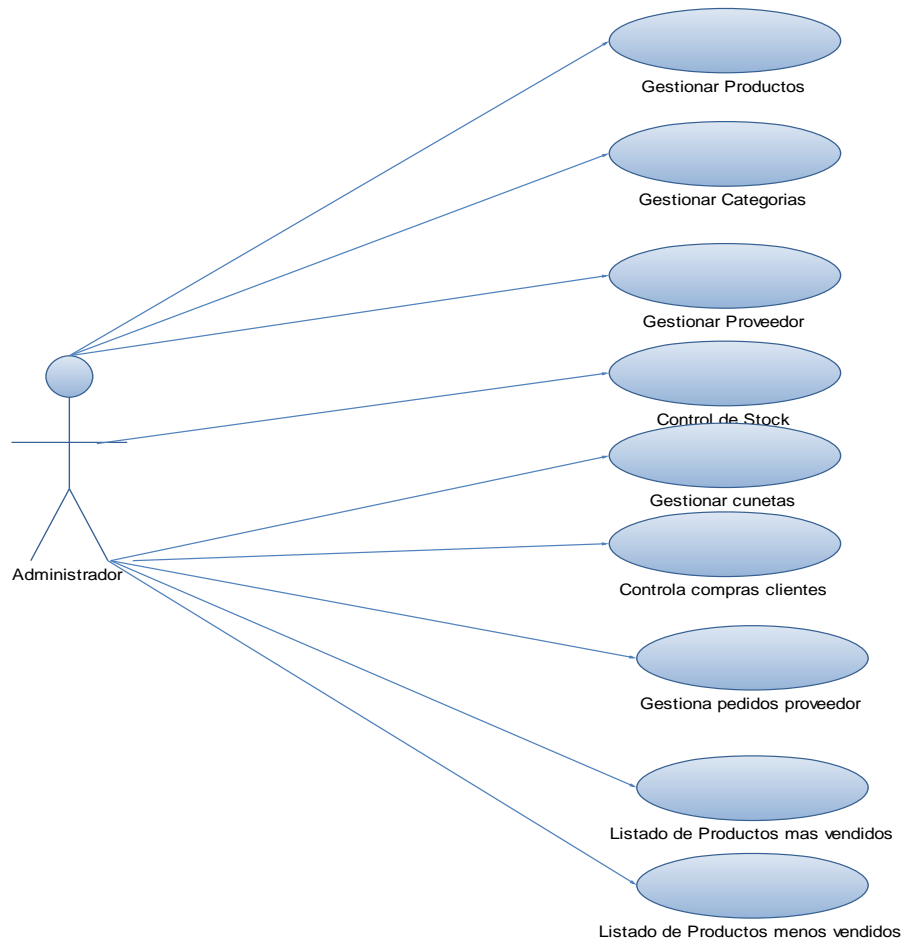 Gestionar Productos
Gestionar Categorias
Gestionar Proveedor
Control de Stock
Gestionar cunetas
Administrador
Controla compras clientes
Gestiona pedidos proveedor
Listado de Productos mas vendidos
Listado de Productos menos vendidos